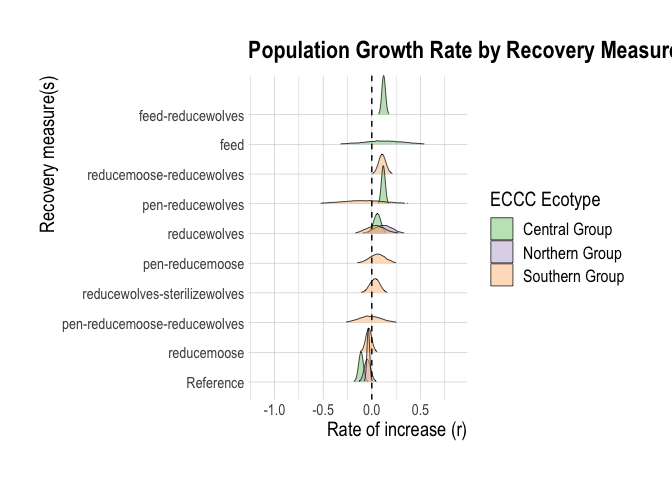 Population Growth Rate by Recovery Measure
Recovery measure(s)
feed-reducewolves
feed
reducemoose-reducewolves
pen-reducewolves
reducewolves
pen-reducemoose
reducewolves-sterilizewolves
pen-reducemoose-reducewolves
reducemoose
Reference
-1.0 -0.5 0.0 0.5
Rate of increase (r)
ECCC Ecotype
Central Group
Northern Group
Southern Group